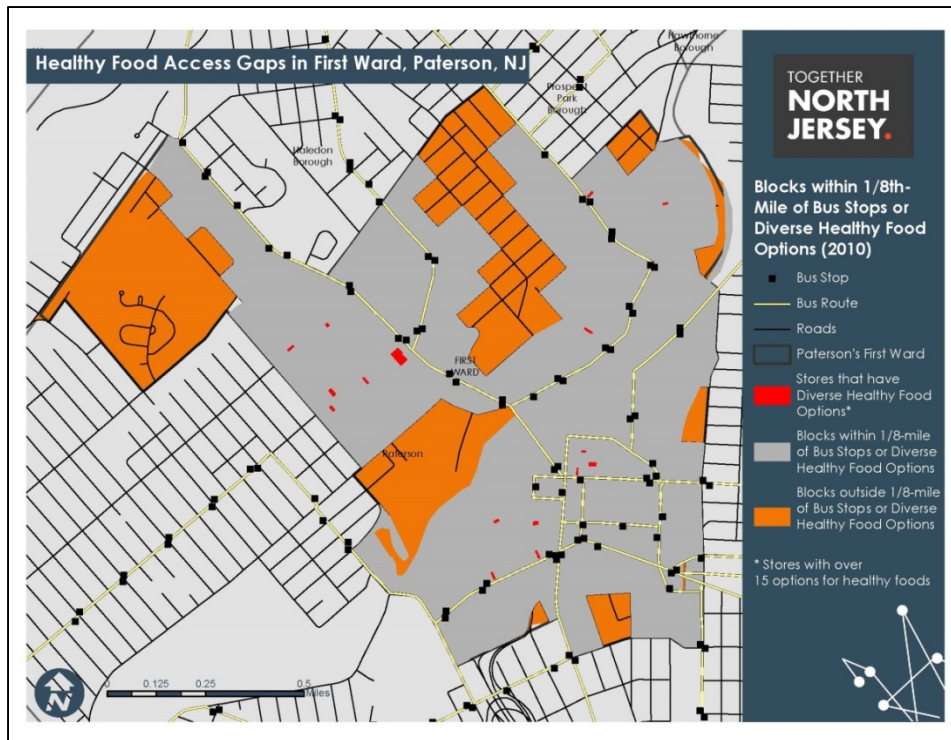 Healthy Food Access Gaps in First Ward, Paterson, NJ
Hawthorne
Borough
Prospect
Park
Borough
Haledon
Borough
FIRST
WARD
Paterson
0 0.125 0.25 0.5
Miles
N
TOGETHER
NORTH
JERSEY.
Blocks within 1/8th-
Mile of Bus Stops or
Diverse Healthy Food
Options (2010)
Bus Stop
Bus Route
Roads
Paterson's First Ward
Stores that have
Diverse Healthy Food
Options*
Blocks within 1/8-mile
of Bus Stops or Diverse
Healthy Food Options
Blocks outside 1/8-mile
of Bus Stops or Diverse
Healthy Food Options
* Stores with over
15 options for healthy foods